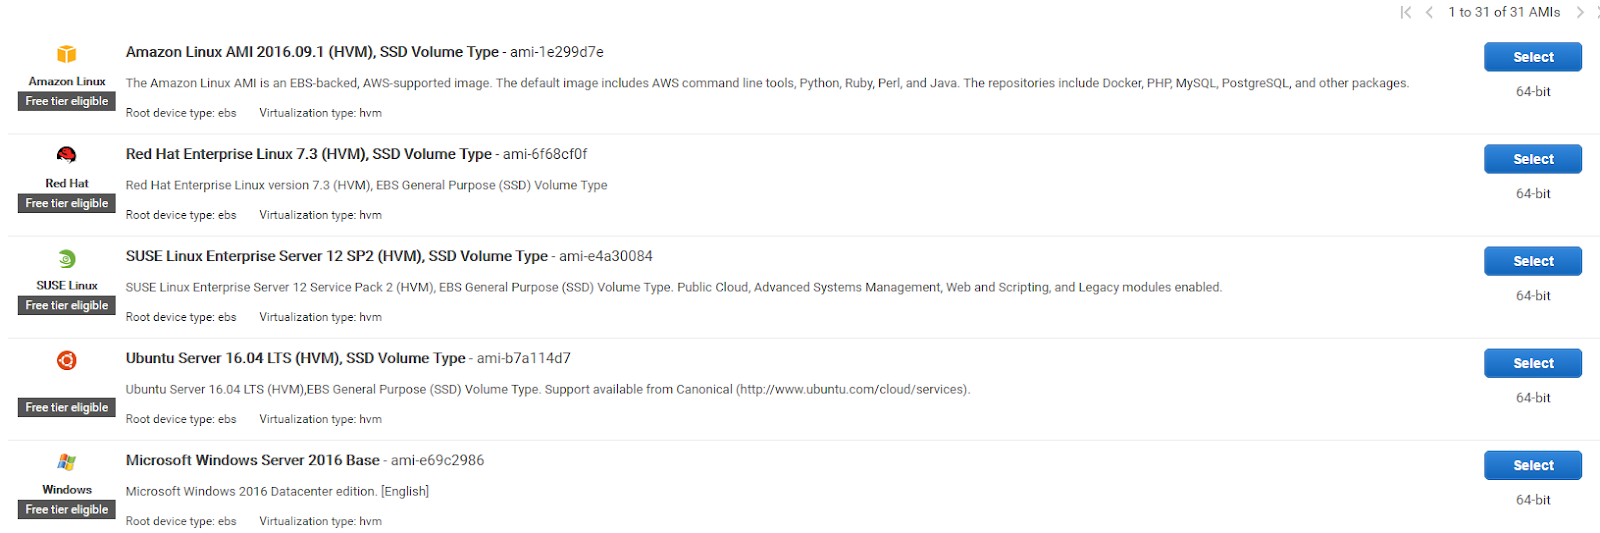 1 to 31 of 31 AMIs
Amazon Linux AMI 2016.09.1 (HVM), SSD Volume Type - ami-1e299d7e
Select
Amazon Linux
The Amazon Linux AMI is an EBS-backed, AWS-supported image. The default image includes AWS command line tools, Python, Ruby, Perl, and Java. The repositories include Docker, PHP, MySQL, PostgreSQL, and other packages.
64-bit
Free tier eligible
Root device type: ebs Virtualization type: hvm
Red Hat Enterprise Linux 7.3 (HVM), SSD Volume Type - ami-6f68cf0f
Select
Red Hat
Red Hat Enterprise Linux version 7.3 (HVM), EBS General Purpose (SSD) Volume Type
64-bit
Free tier eligible
Root device type: ebs Virtualization type: hvm
SUSE Linux Enterprise Server 12 SP2 (HVM), SSD Volume Type - ami-e4a30084
Select
SUSE Linux
SUSE Linux Enterprise Server 12 Service Pack 2 (HVM), EBS General Purpose (SSD) Volume Type. Public Cloud, Advanced Systems Management, Web and Scripting, and Legacy modules enabled.
64-bit
Free tier eligible
Root device type: ebs Virtualization type: hvm
Ubuntu Server 16.04 LTS (HVM), SSD Volume Type - ami-b7a114d7
Select
Ubuntu Server 16.04 LTS (HVM),EBS General Purpose (SSD) Volume Type. Support available from Canonical (http://www.ubuntu.com/cloud/services).
64-bit
Free tier eligible
Root device type: ebs Virtualization type: hvm
Microsoft Windows Server 2016 Base - ami-e69c2986
Select
Windows
Microsoft Windows 2016 Datacenter edition. [English]
64-bit
Free tier eligible
Root device type: ebs Virtualization type: hvm